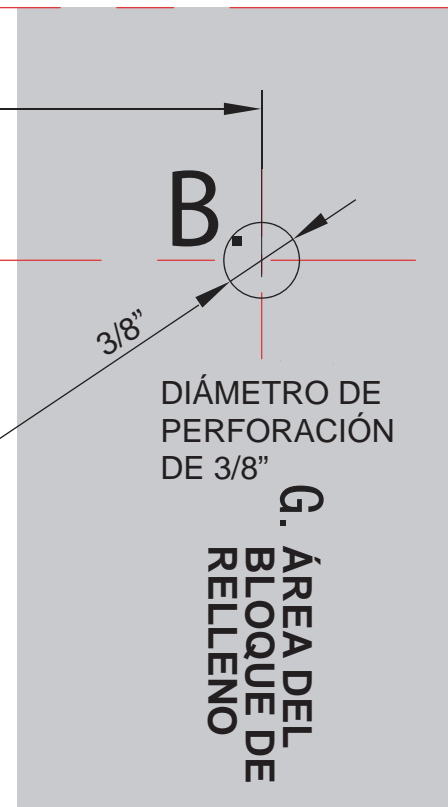 B.
3/8”
DIÁMETRO DE
PERFORACIÓN
DE 3/8”
G. ÁREA DEL
BLOQUE DE
RELLENO